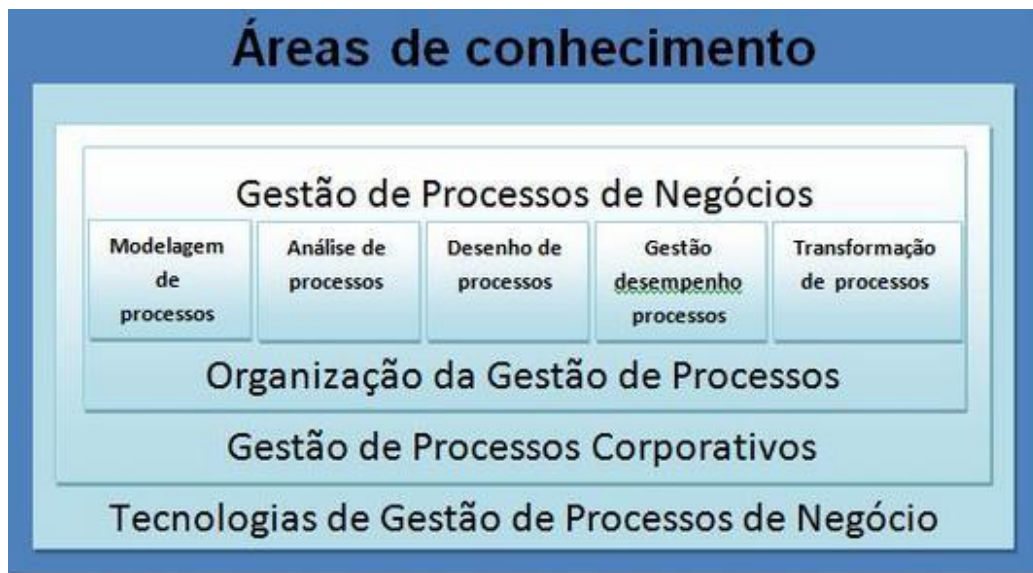 Áreas de conhecimento
Gestão de Processos de Negócios
Modelagem
de
processos
Análise de
processos
Desenho de
processos
Gestão
desempenho
processos
Transformação
de processos
Organização da Gestão de Processos
Gestão de Processos Corporativos
Tecnologias de Gestão de Processos de Negócio